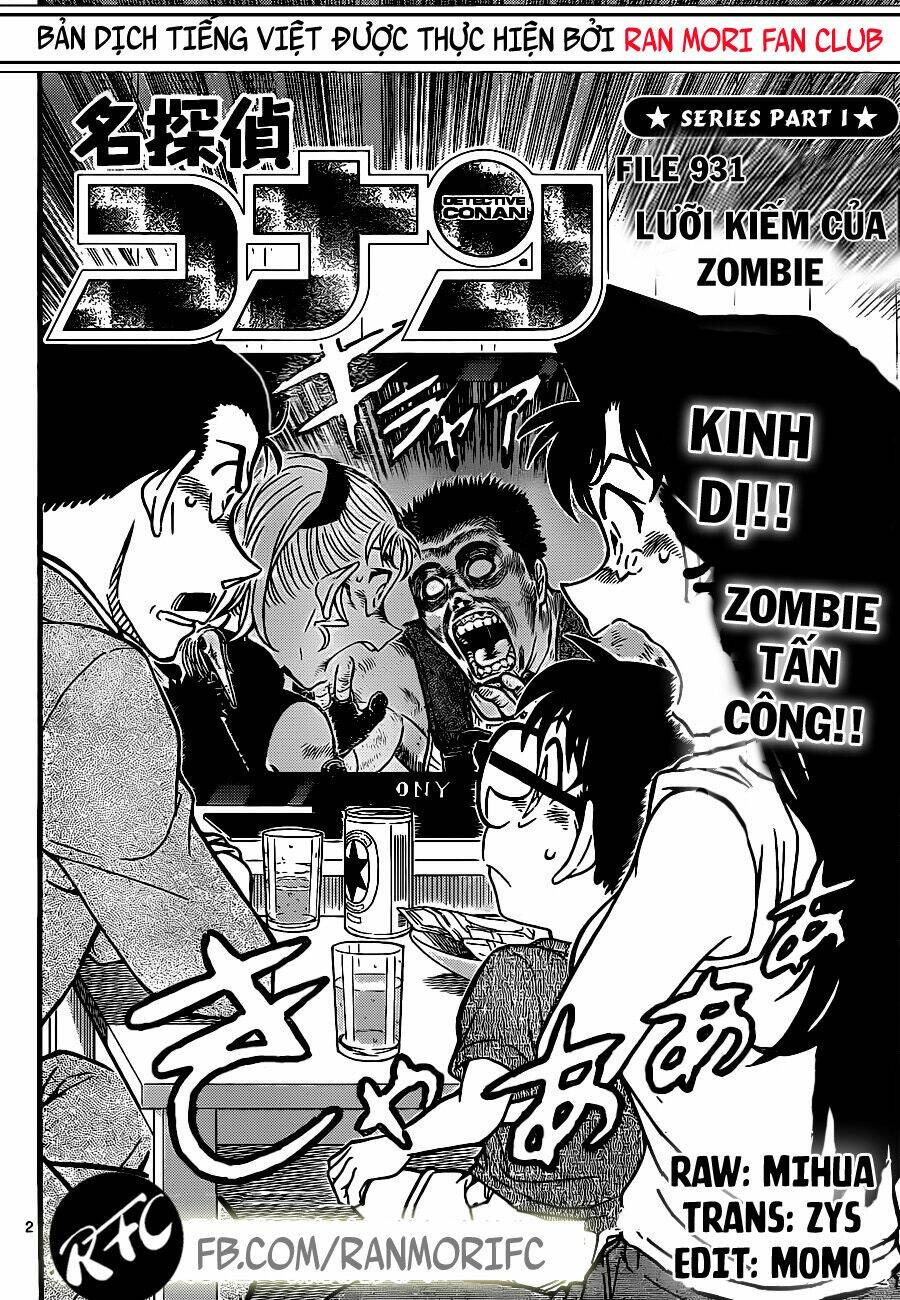 BẢN DỊCH TIẾNG VIỆT ĐƯỢC THỰC HIỆN BỞI RAN MORI FAN CLUB
★ SERIES PART 1 ★
名探偵
コナン
DETECTIVE
CONAN
FILE 931
LƯỠI KIẾM CỦA
ZOMBIE
ギャアア
KINH
DỊ!!
ZOMBIE
TẤN
CÔNG!!
ONY
きゃああああ
RAW: MIHUA
TRANS: ZYS
EDIT: MOMO
2
RFC
FB.COM/RANMORIFC